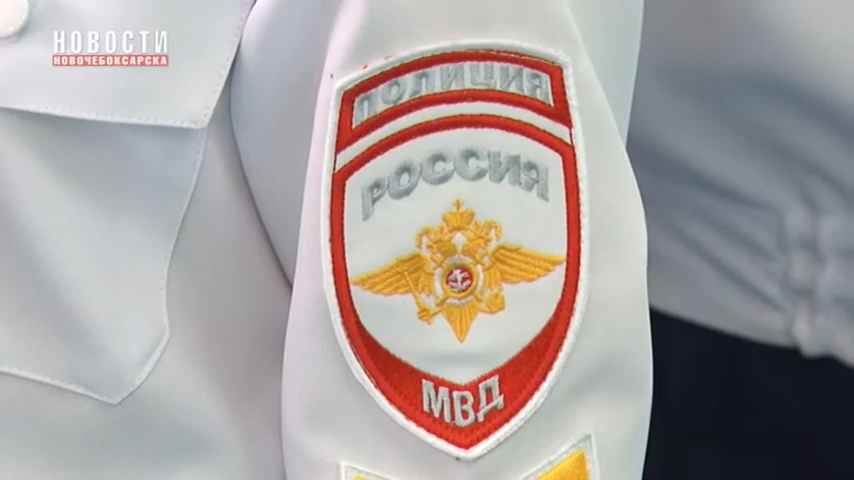 НОВОСТИ
НОВОЧЕБОКСАРСКА
ПОЛИЦИЯ
РОССИЯ
МВД